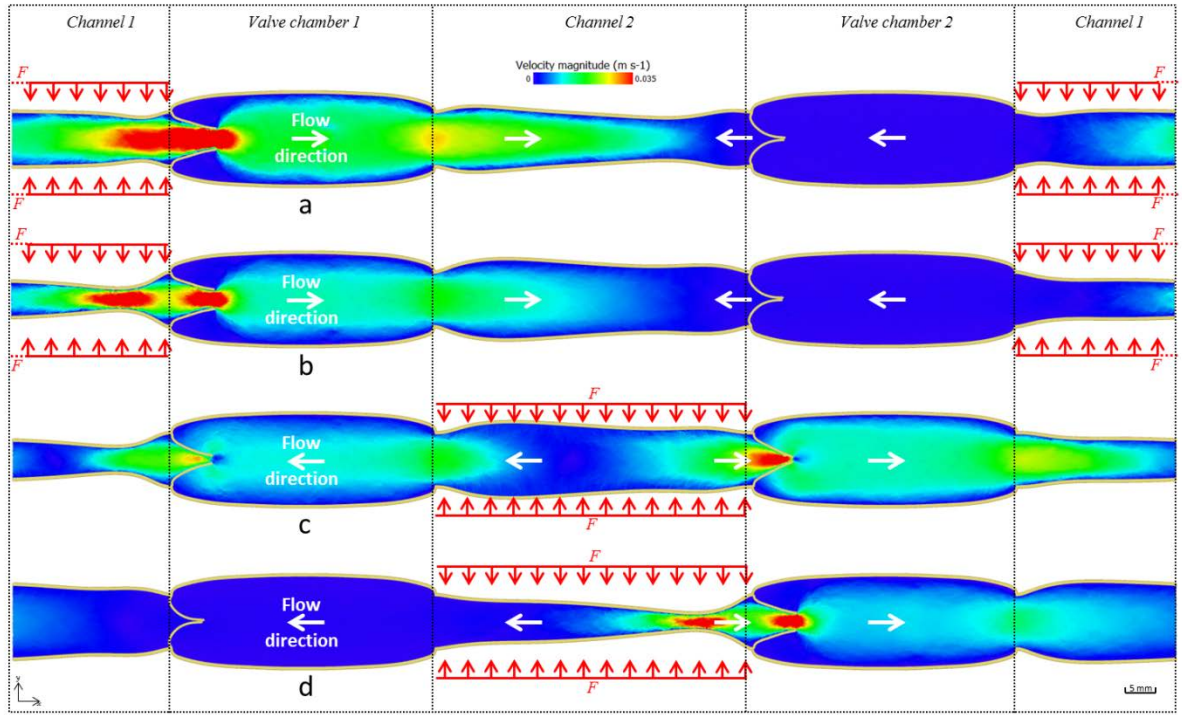 Channel 1 Valve chamber 1 Channel 2 Valve chamber 2 Channel 1
Velocity magnitude (m s-1)
0 0.035
F F
Flow
direction
F F
a
F F
Flow
direction
F F
b
F
Flow
direction
F
c
F
Flow
direction
F
d
y
x
5 mm